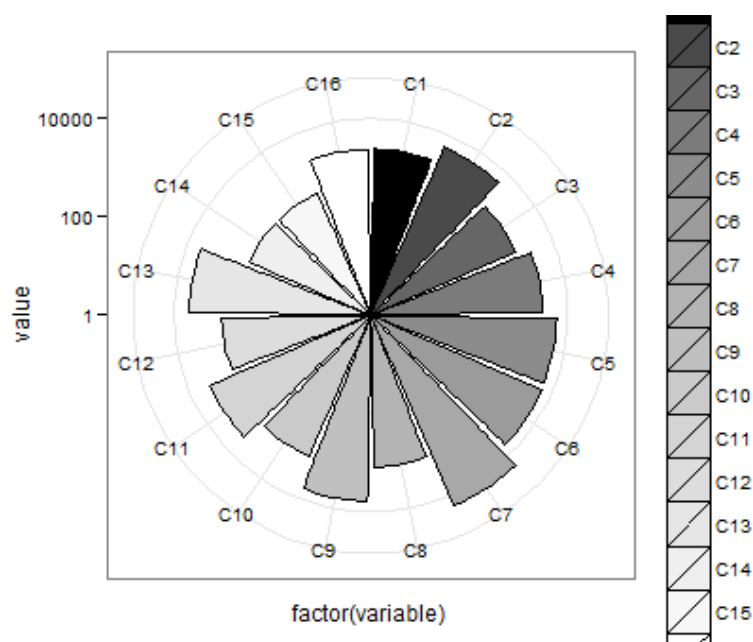 C16
C1
C15
C2
C14
C3
C13
C4
C12
C5
C11
C6
C10
C7
C9
C8
10000
100
1
value
factor(variable)
C2
C3
C4
C5
C6
C7
C8
C9
C10
C11
C12
C13
C14
C15